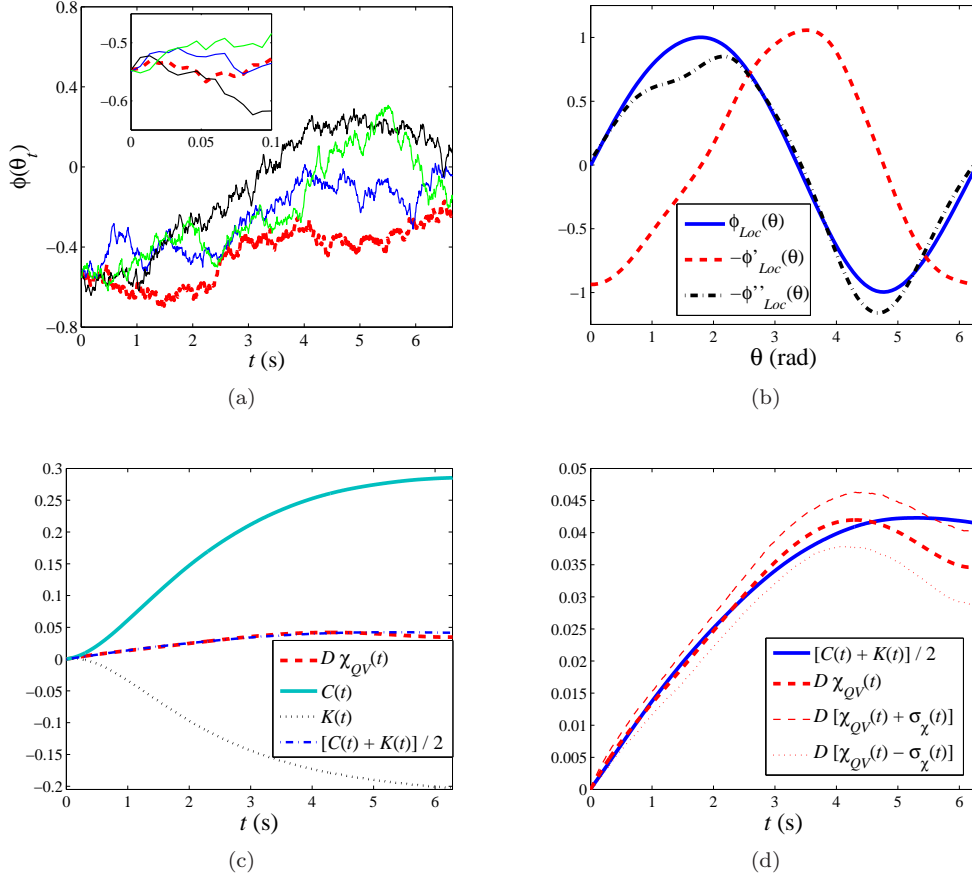 0.8
0.4
0
−0.4
−0.8
ϕ(θ_t)
0 1 2 3 4 5 6
t (s)
−0.5
−0.6
0 0.05 0.1
(a)
1
0.5
0
−0.5
−1
0 1 2 3 4 5 6
θ (rad)
ϕ_Loc(θ)
−ϕ'_Loc(θ)
−ϕ''_Loc(θ)
(b)
0.3
0.25
0.2
0.15
0.1
0.05
0
−0.05
−0.1
−0.15
−0.2
0 1 2 3 4 5 6
t (s)
D χ_QV(t)
C(t)
K(t)
[C(t) + K(t)] / 2
(c)
0.05
0.045
0.04
0.035
0.03
0.025
0.02
0.015
0.01
0.005
0
0 1 2 3 4 5 6
t (s)
[C(t) + K(t)] / 2
D χ_QV(t)
D [χ_QV(t) + σ_χ(t)]
D [χ_QV(t) − σ_χ(t)]
(d)